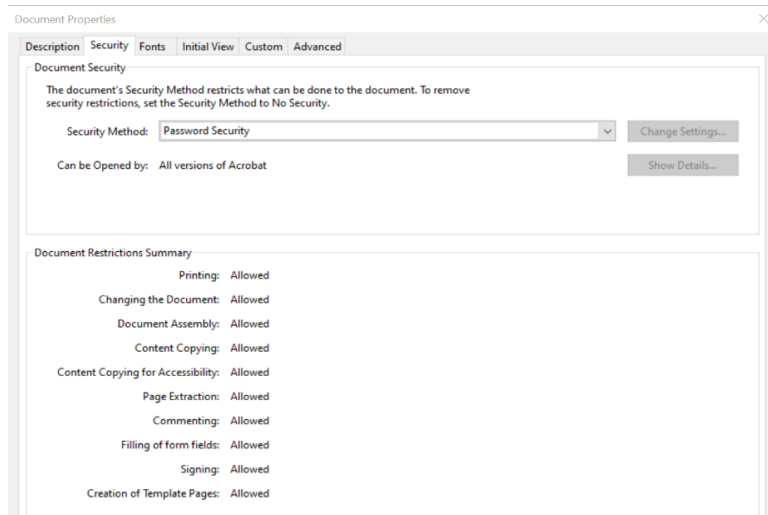 Document Properties
Description Security Fonts Initial View Custom Advanced
Document Security
The document's Security Method restricts what can be done to the document. To remove
security restrictions, set the Security Method to No Security.
Security Method: Password Security Change Settings...
Can be Opened by: All versions of Acrobat Show Details...
Document Restrictions Summary
Printing: Allowed
Changing the Document: Allowed
Document Assembly: Allowed
Content Copying: Allowed
Content Copying for Accessibility: Allowed
Page Extraction: Allowed
Commenting: Allowed
Filling of form fields: Allowed
Signing: Allowed
Creation of Template Pages: Allowed